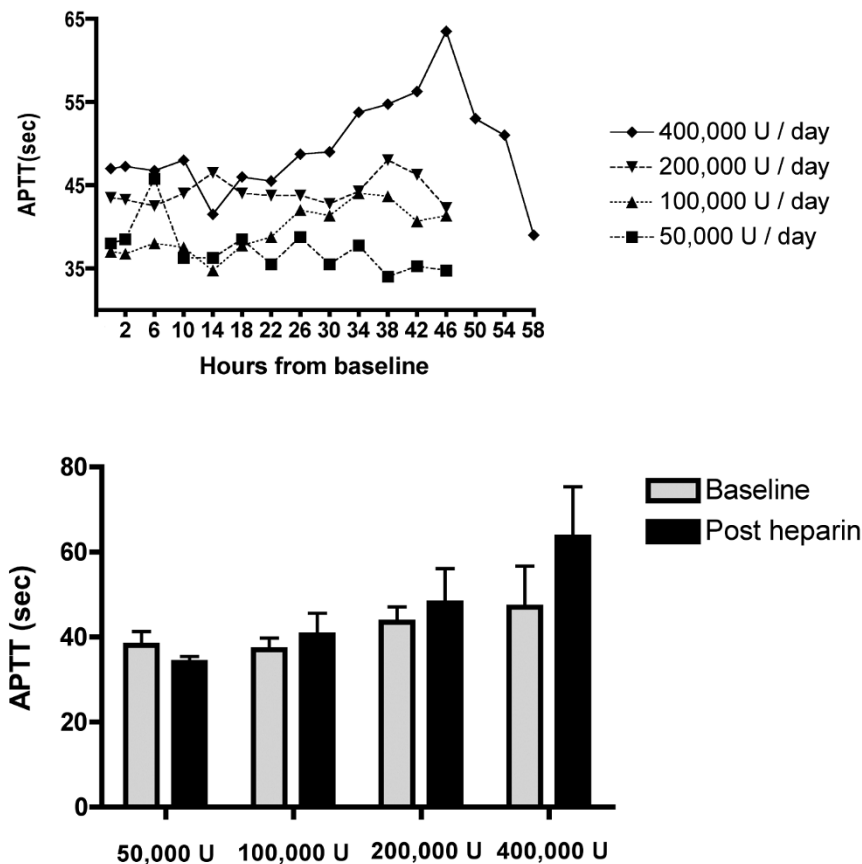 65
55
45
35
APTT(sec)
2 6 10 14 18 22 26 30 34 38 42 46 50 54 58
Hours from baseline
400,000 U / day
200,000 U / day
100,000 U / day
50,000 U / day
80
60
40
20
0
APTT (sec)
50,000 U 100,000 U 200,000 U 400,000 U
Baseline
Post heparin